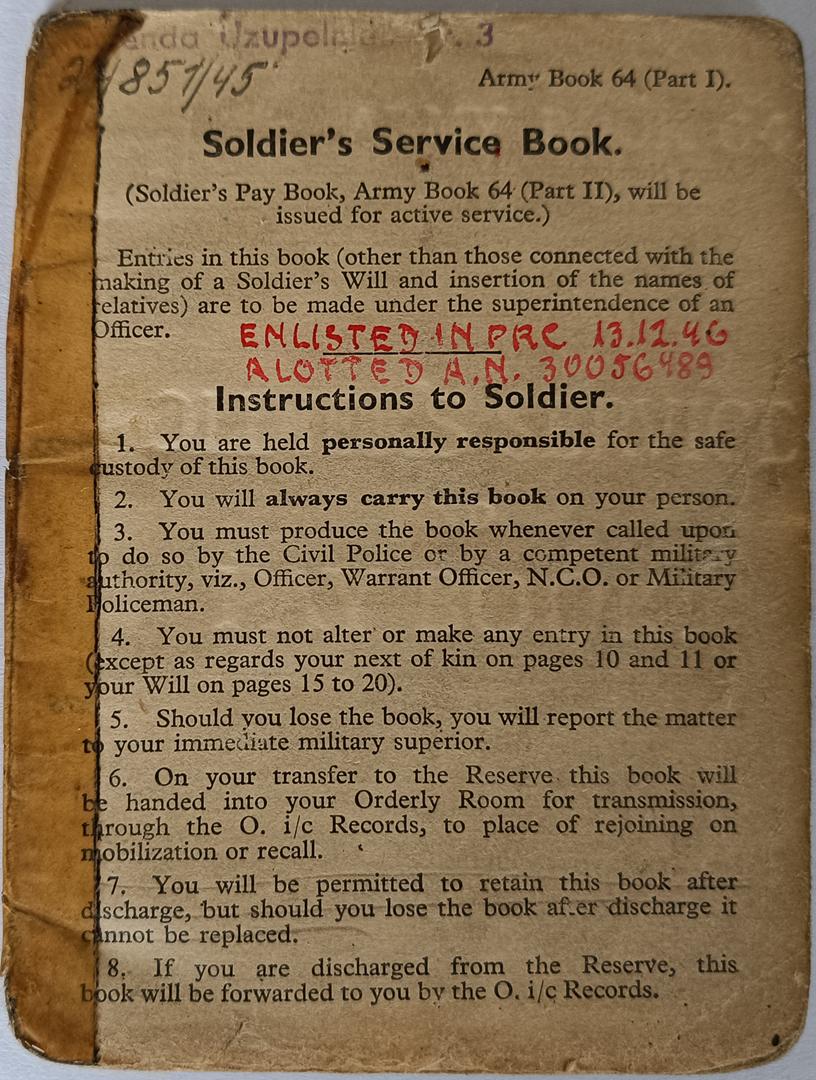 3
851/45
Army Book 64 (Part I).
Soldier's Service Book.
(Soldier's Pay Book, Army Book 64 (Part II), will be
issued for active service.)
Entries in this book (other than those connected with the
making of a Soldier's Will and insertion of the names of
relatives) are to be made under the superintendence of an
Officer.
ENLISTED IN PRC 13.12.46
ALOTTED A.N. 30056489
Instructions to Soldier.
1. You are held personally responsible for the safe
custody of this book.
2. You will always carry this book on your person.
3. You must produce the book whenever called upon
to do so by the Civil Police or by a competent military
authority, viz., Officer, Warrant Officer, N.C.O. or Military
Policeman.
4. You must not alter or make any entry in this book
(except as regards your next of kin on pages 10 and 11 or
your Will on pages 15 to 20).
5. Should you lose the book, you will report the matter
to your immediate military superior.
6. On your transfer to the Reserve this book will
be handed into your Orderly Room for transmission,
through the O. i/c Records, to place of rejoining on
mobilization or recall.
7. You will be permitted to retain this book after
discharge, but should you lose the book after discharge it
cannot be replaced.
8. If you are discharged from the Reserve, this
book will be forwarded to you by the O. i/c Records.